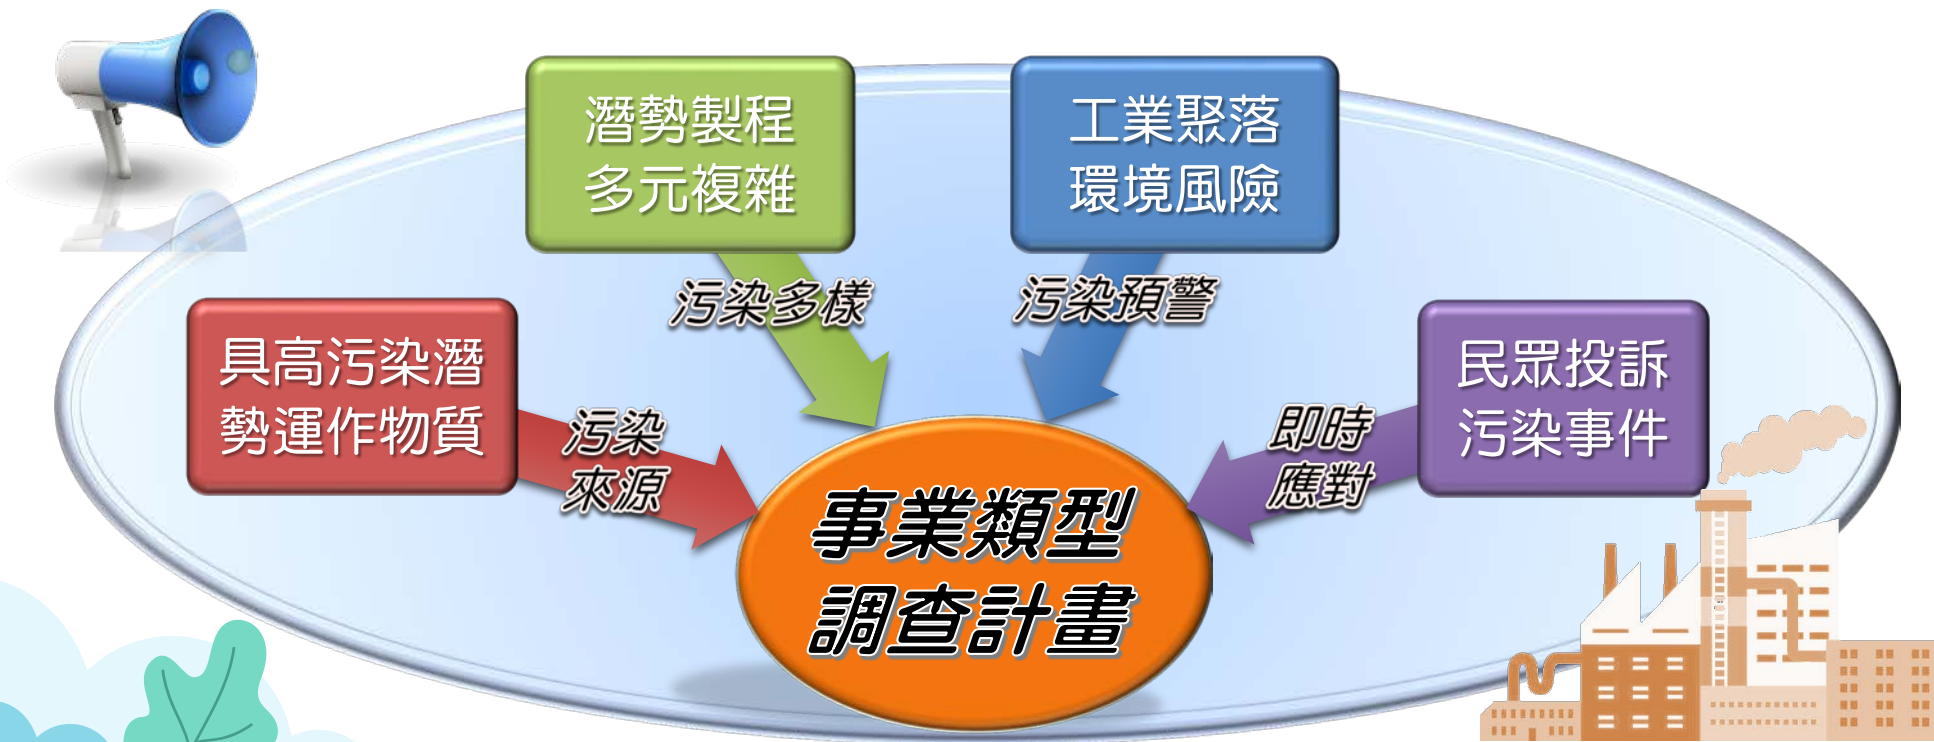 潛勢製程
多元複雜
工業聚落
環境風險
污染多樣
污染預警
具高污染潛
勢運作物質
民眾投訴
污染事件
污染
來源
即時
應對
事業類型
調查計畫